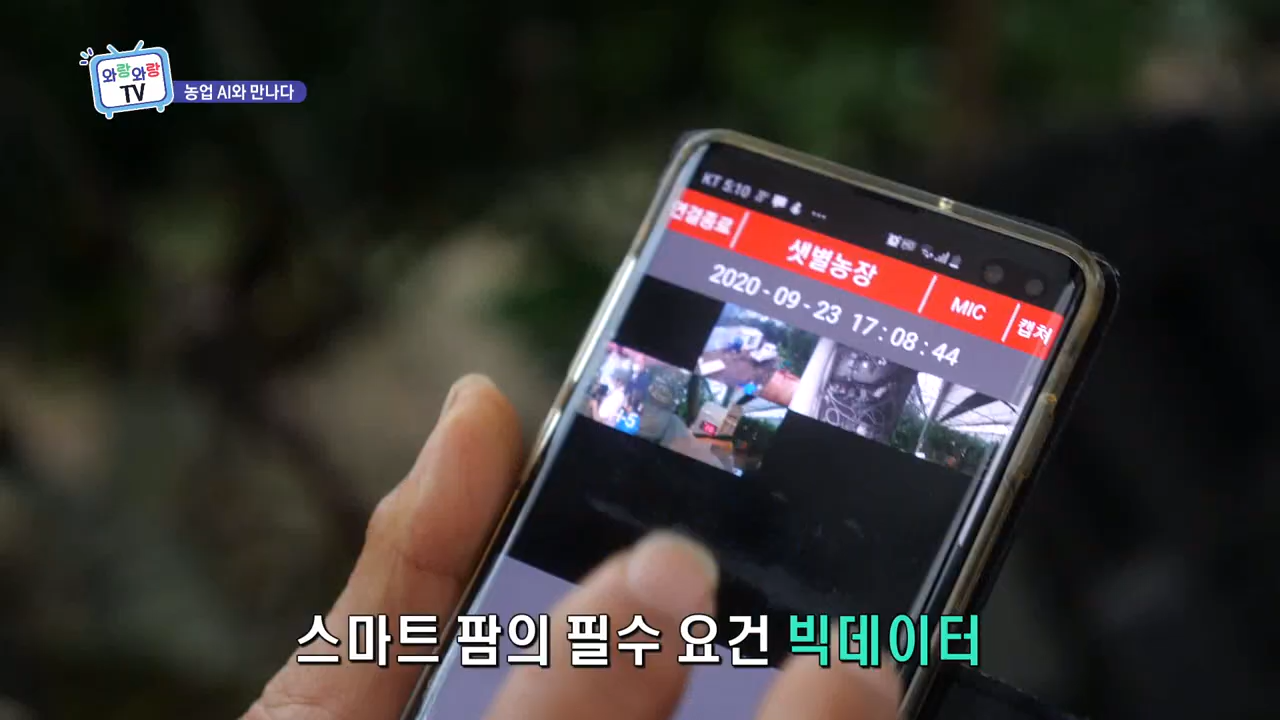 와랑와랑
TV
농업 AI와 만나다
KT 5:10
연결종료
샛별농장
MIC
캡쳐
2020-09-23 17:08:44
스마트 팜의 필수 요건 빅데이터